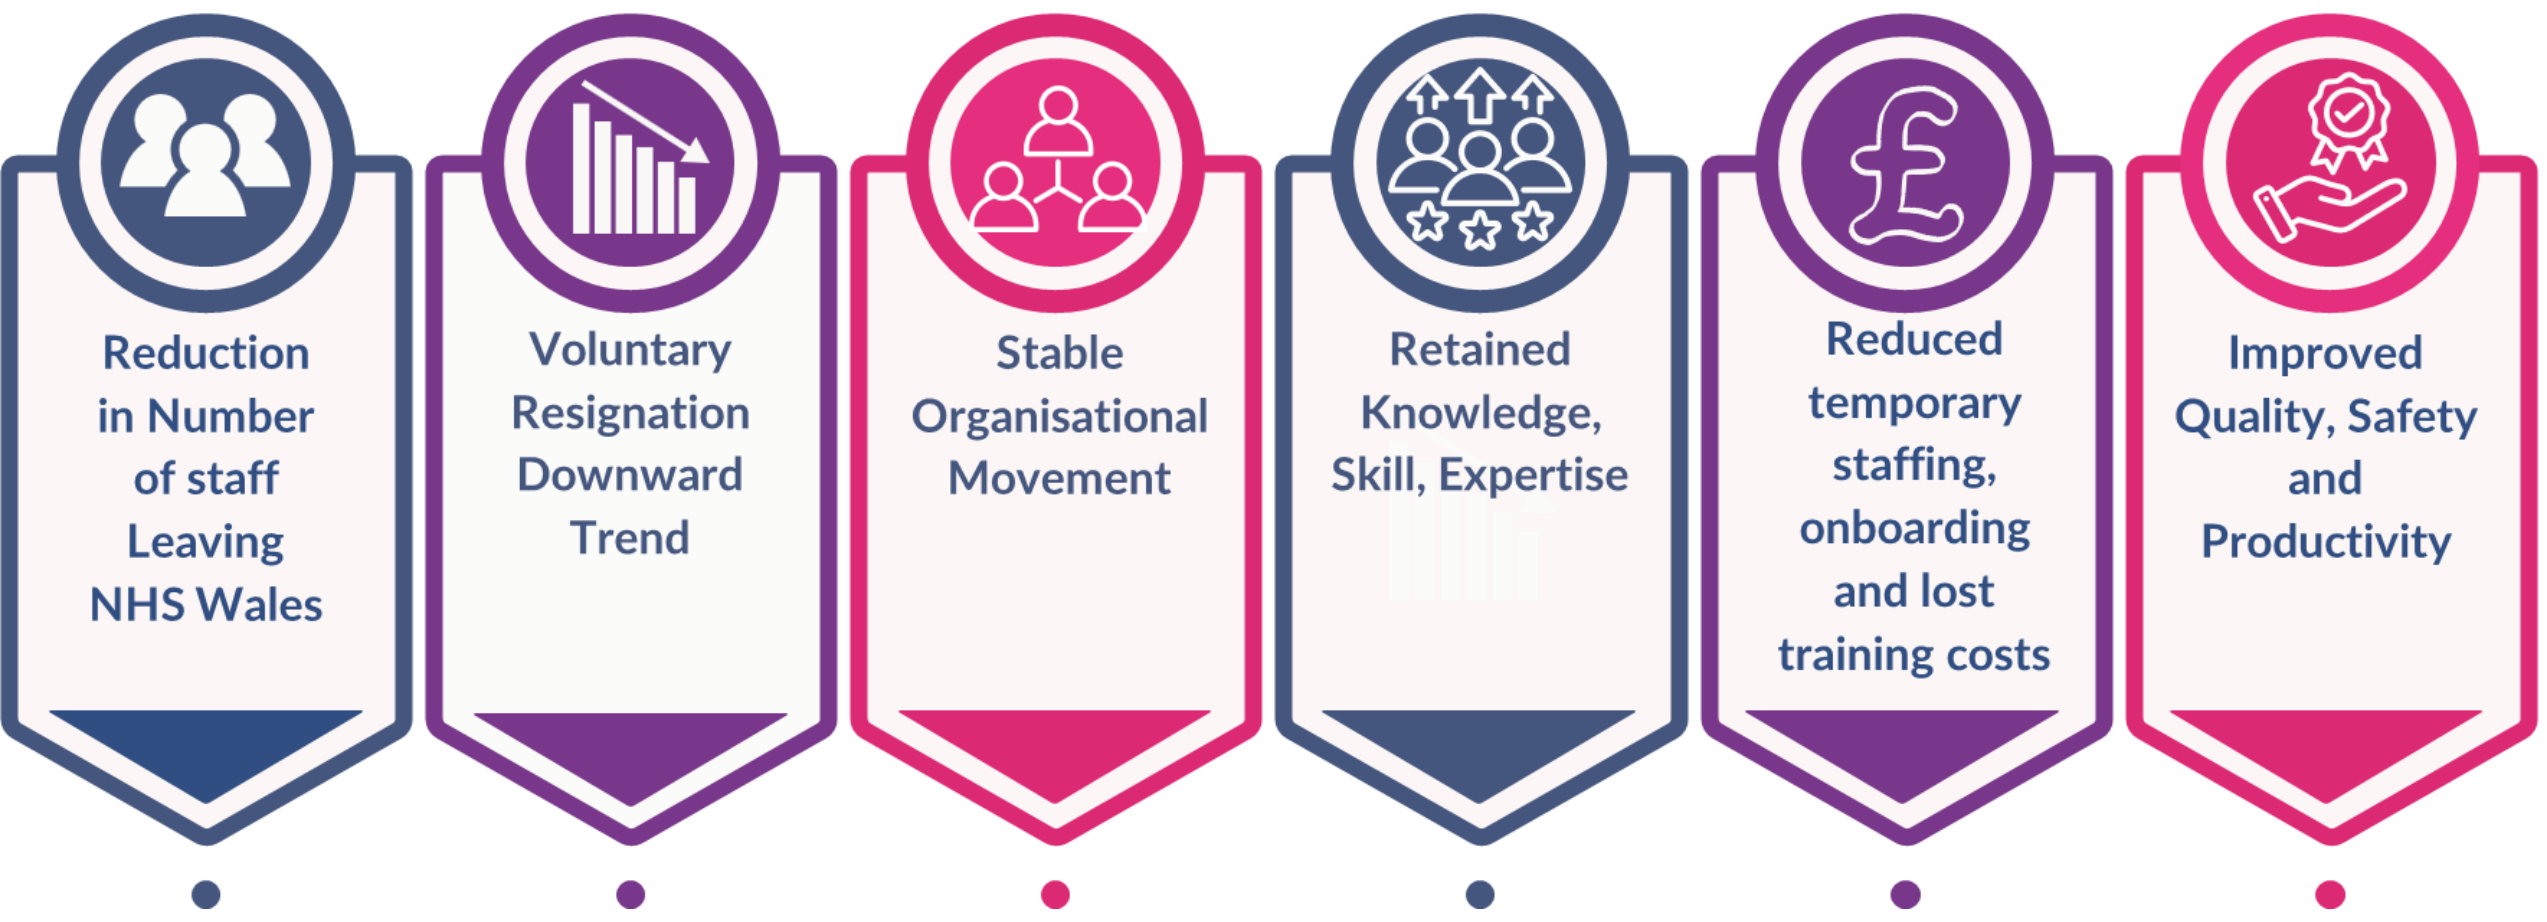 Reduction
in Number
of staff
Leaving
NHS Wales
Voluntary
Resignation
Downward
Trend
Stable
Organisational
Movement
Retained
Knowledge,
Skill, Expertise
Reduced
temporary
staffing,
onboarding
and lost
training costs
Improved
Quality, Safety
and
Productivity